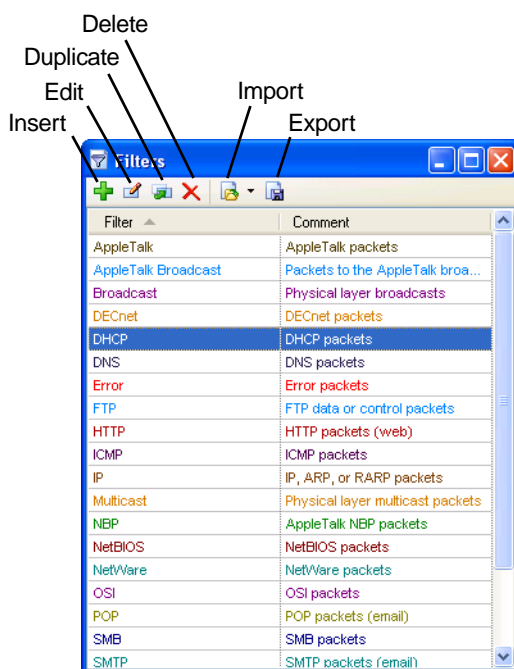 Delete
Duplicate
Edit
Import
Insert
Export
Filters
Filter Comment
AppleTalk AppleTalk packets
AppleTalk Broadcast Packets to the AppleTalk broa...
Broadcast Physical layer broadcasts
DECnet DECnet packets
DHCP DHCP packets
DNS DNS packets
Error Error packets
FTP FTP data or control packets
HTTP HTTP packets (web)
ICMP ICMP packets
IP IP, ARP, or RARP packets
Multicast Physical layer multicast packets
NBP AppleTalk NBP packets
NetBIOS NetBIOS packets
NetWare NetWare packets
OSI OSI packets
POP POP packets (email)
SMB SMB packets
SMTP SMTP packets (email)